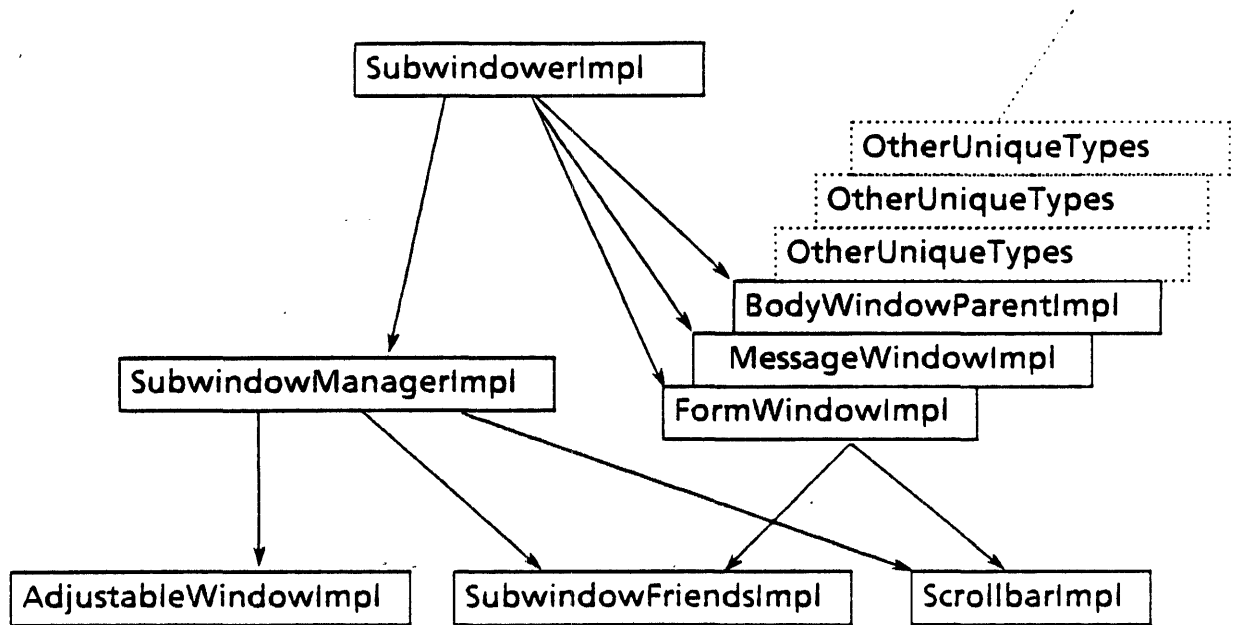 SubwindowerImpl
OtherUniqueTypes
OtherUniqueTypes
OtherUniqueTypes
BodyWindowParentImpl
MessageWindowImpl
SubwindowManagerImpl
FormWindowImpl
AdjustableWindowImpl
SubwindowFriendsImpl
ScrollbarImpl